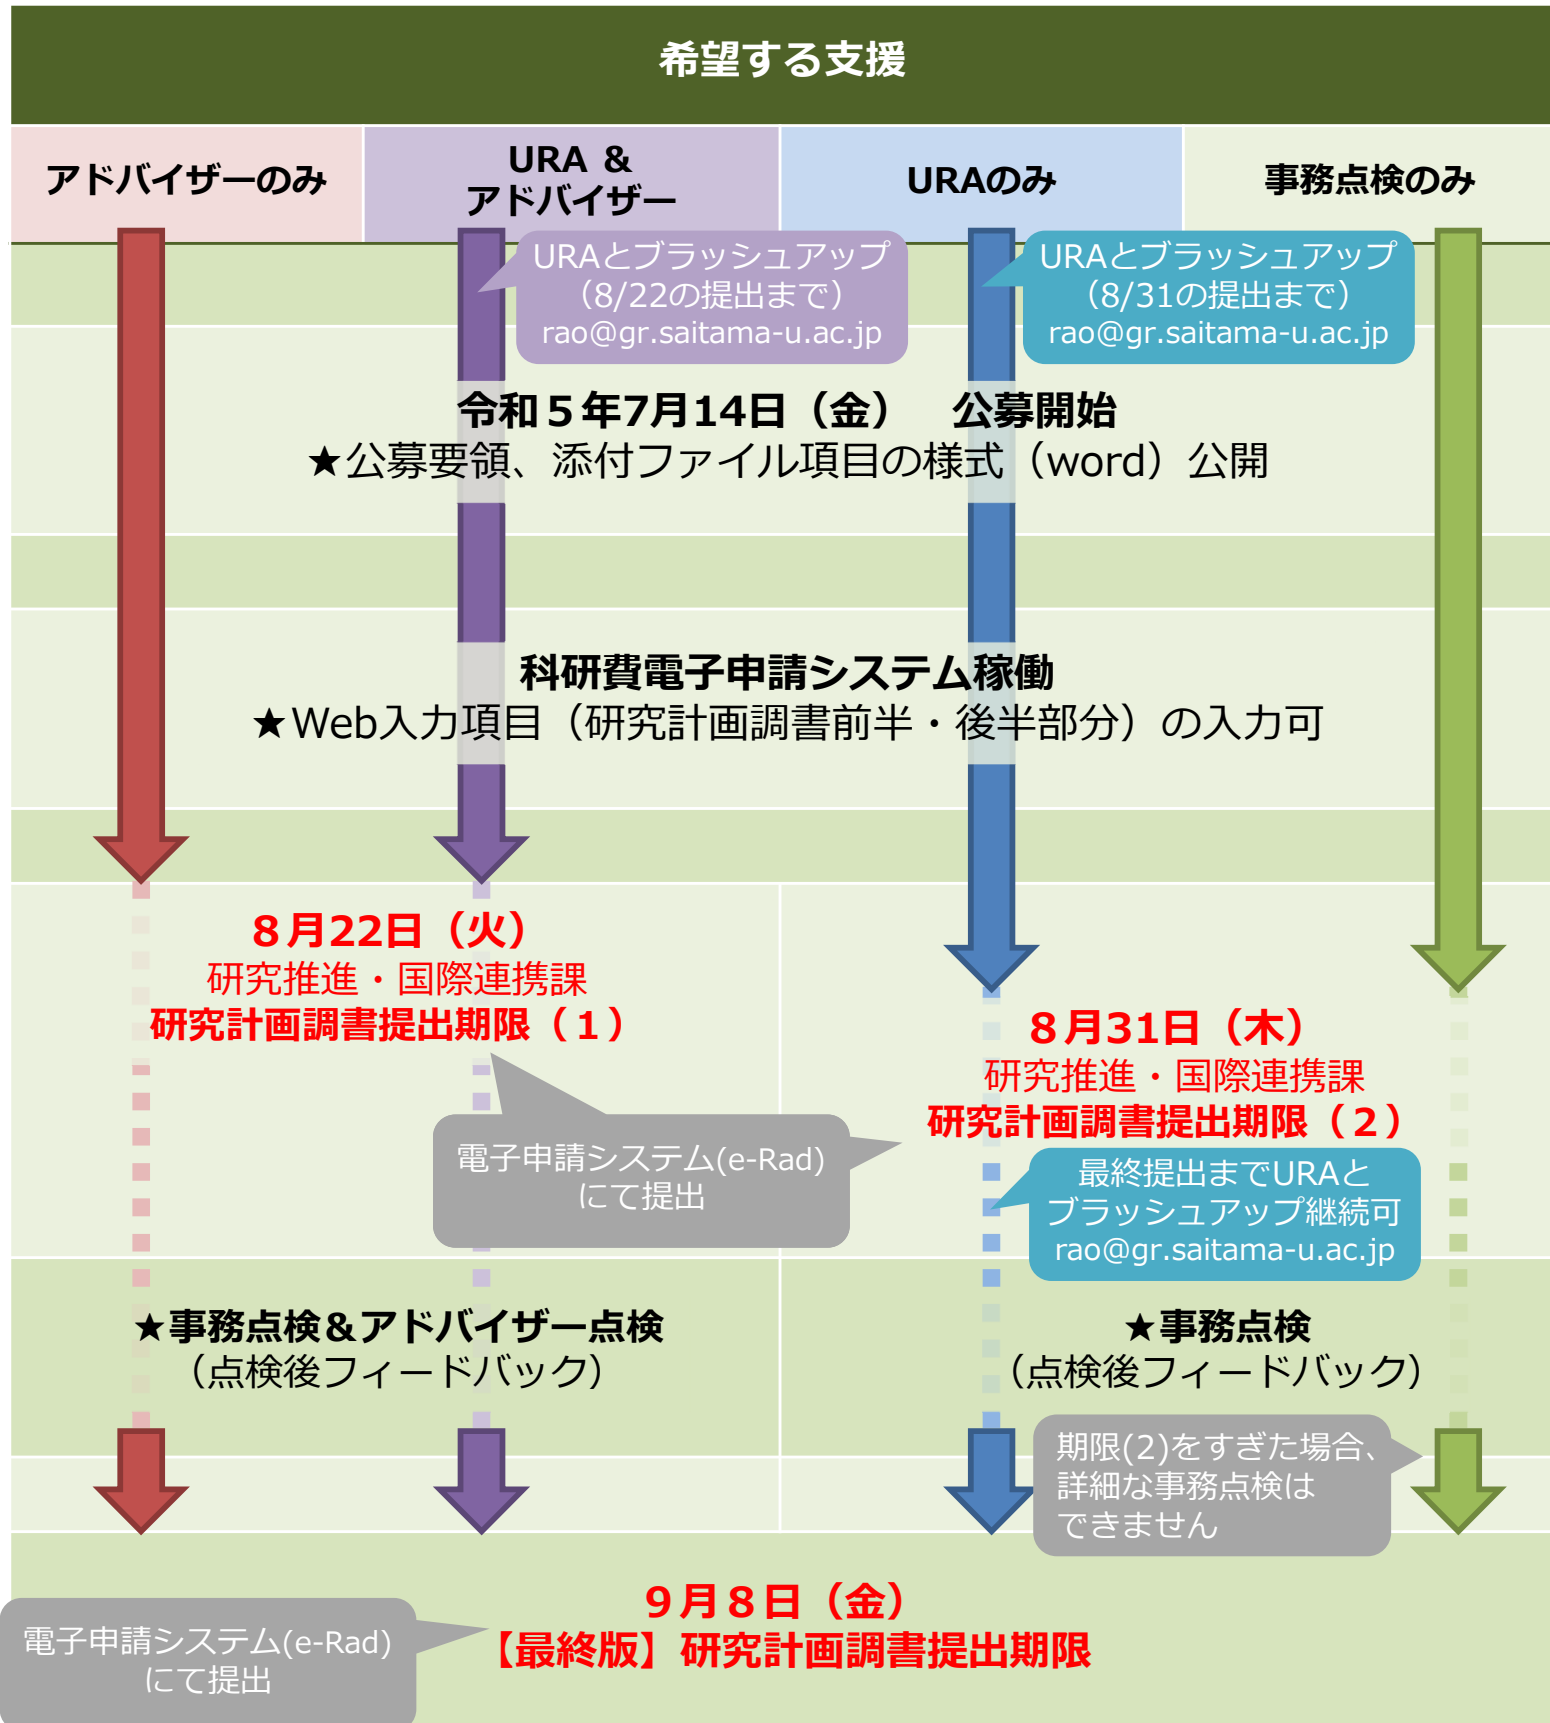 希望する支援
アドバイザーのみ
URA &
アドバイザー
URAのみ
事務点検のみ
URAとブラッシュアップ
（8/22の提出まで）
rao@gr.saitama-u.ac.jp
URAとブラッシュアップ
（8/31の提出まで）
rao@gr.saitama-u.ac.jp
令和５年7月14日（金）　公募開始
★公募要領、添付ファイル項目の様式（word）公開
科研費電子申請システム稼働
★Web入力項目（研究計画調書前半・後半部分）の入力可
８月22日（火）
研究推進・国際連携課
研究計画調書提出期限（１）
８月31日（木）
研究推進・国際連携課
研究計画調書提出期限（２）
電子申請システム(e-Rad)
にて提出
最終提出までURAと
ブラッシュアップ継続可
rao@gr.saitama-u.ac.jp
★事務点検＆アドバイザー点検
（点検後フィードバック）
★事務点検
（点検後フィードバック）
期限(2)をすぎた場合、
詳細な事務点検は
できません
９月８日（金）
【最終版】研究計画調書提出期限
電子申請システム(e-Rad)
にて提出